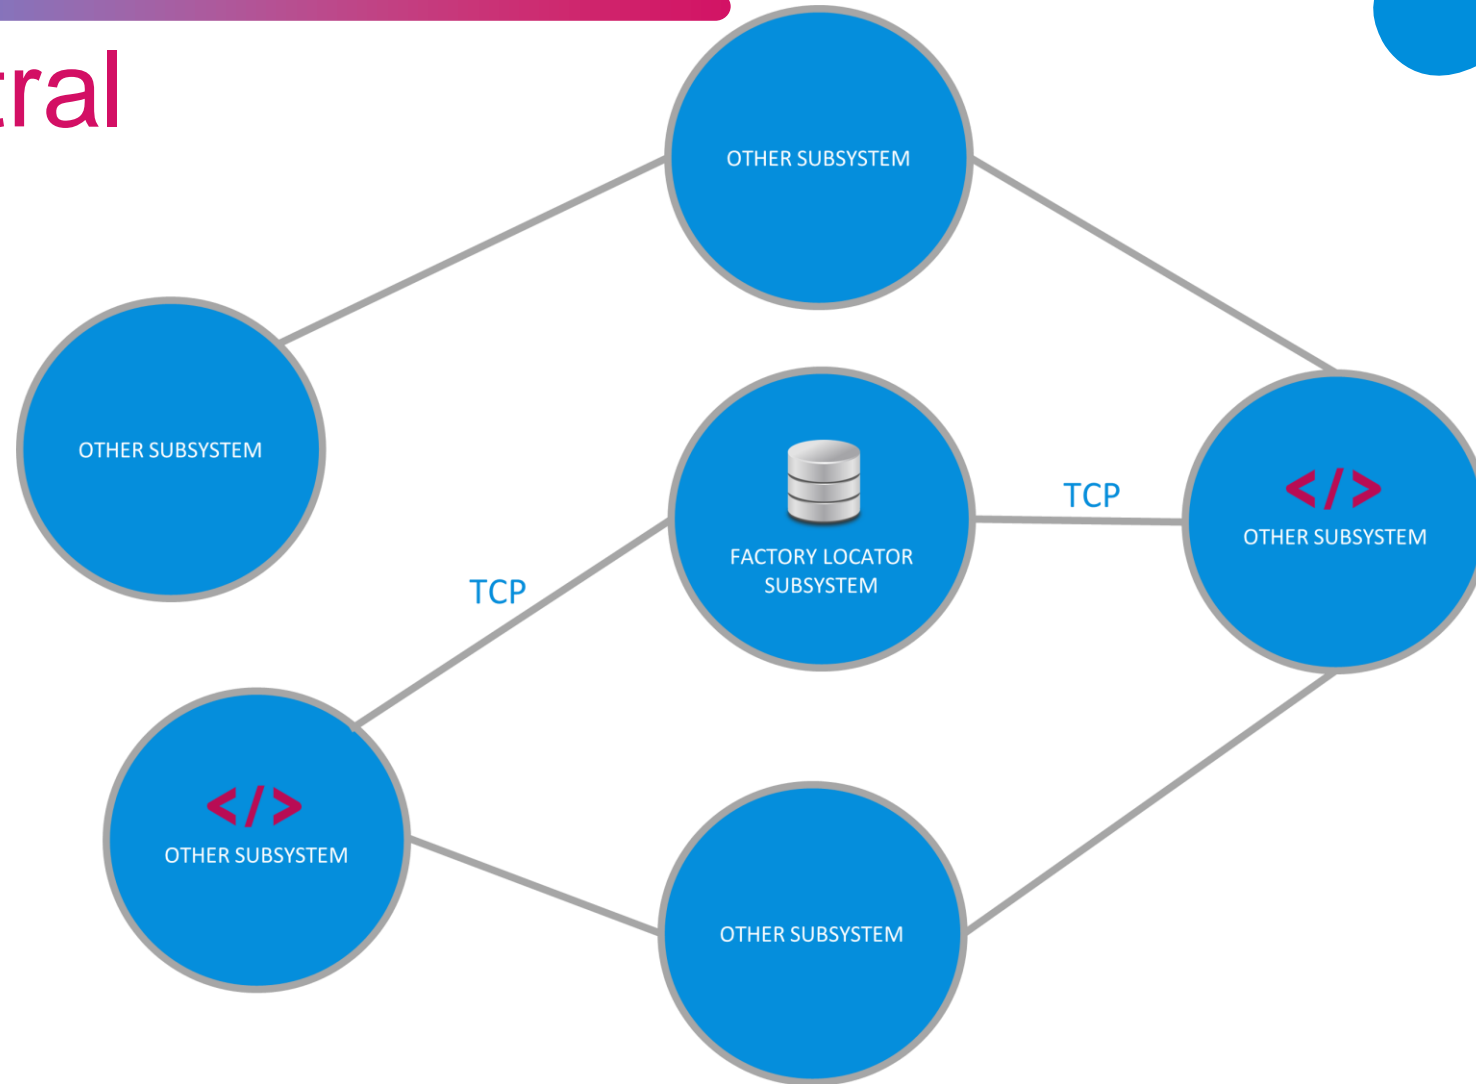 tral
OTHER SUBSYSTEM
OTHER SUBSYSTEM
TCP
</>
OTHER SUBSYSTEM
FACTORY LOCATOR
SUBSYSTEM
TCP
</>
OTHER SUBSYSTEM
OTHER SUBSYSTEM